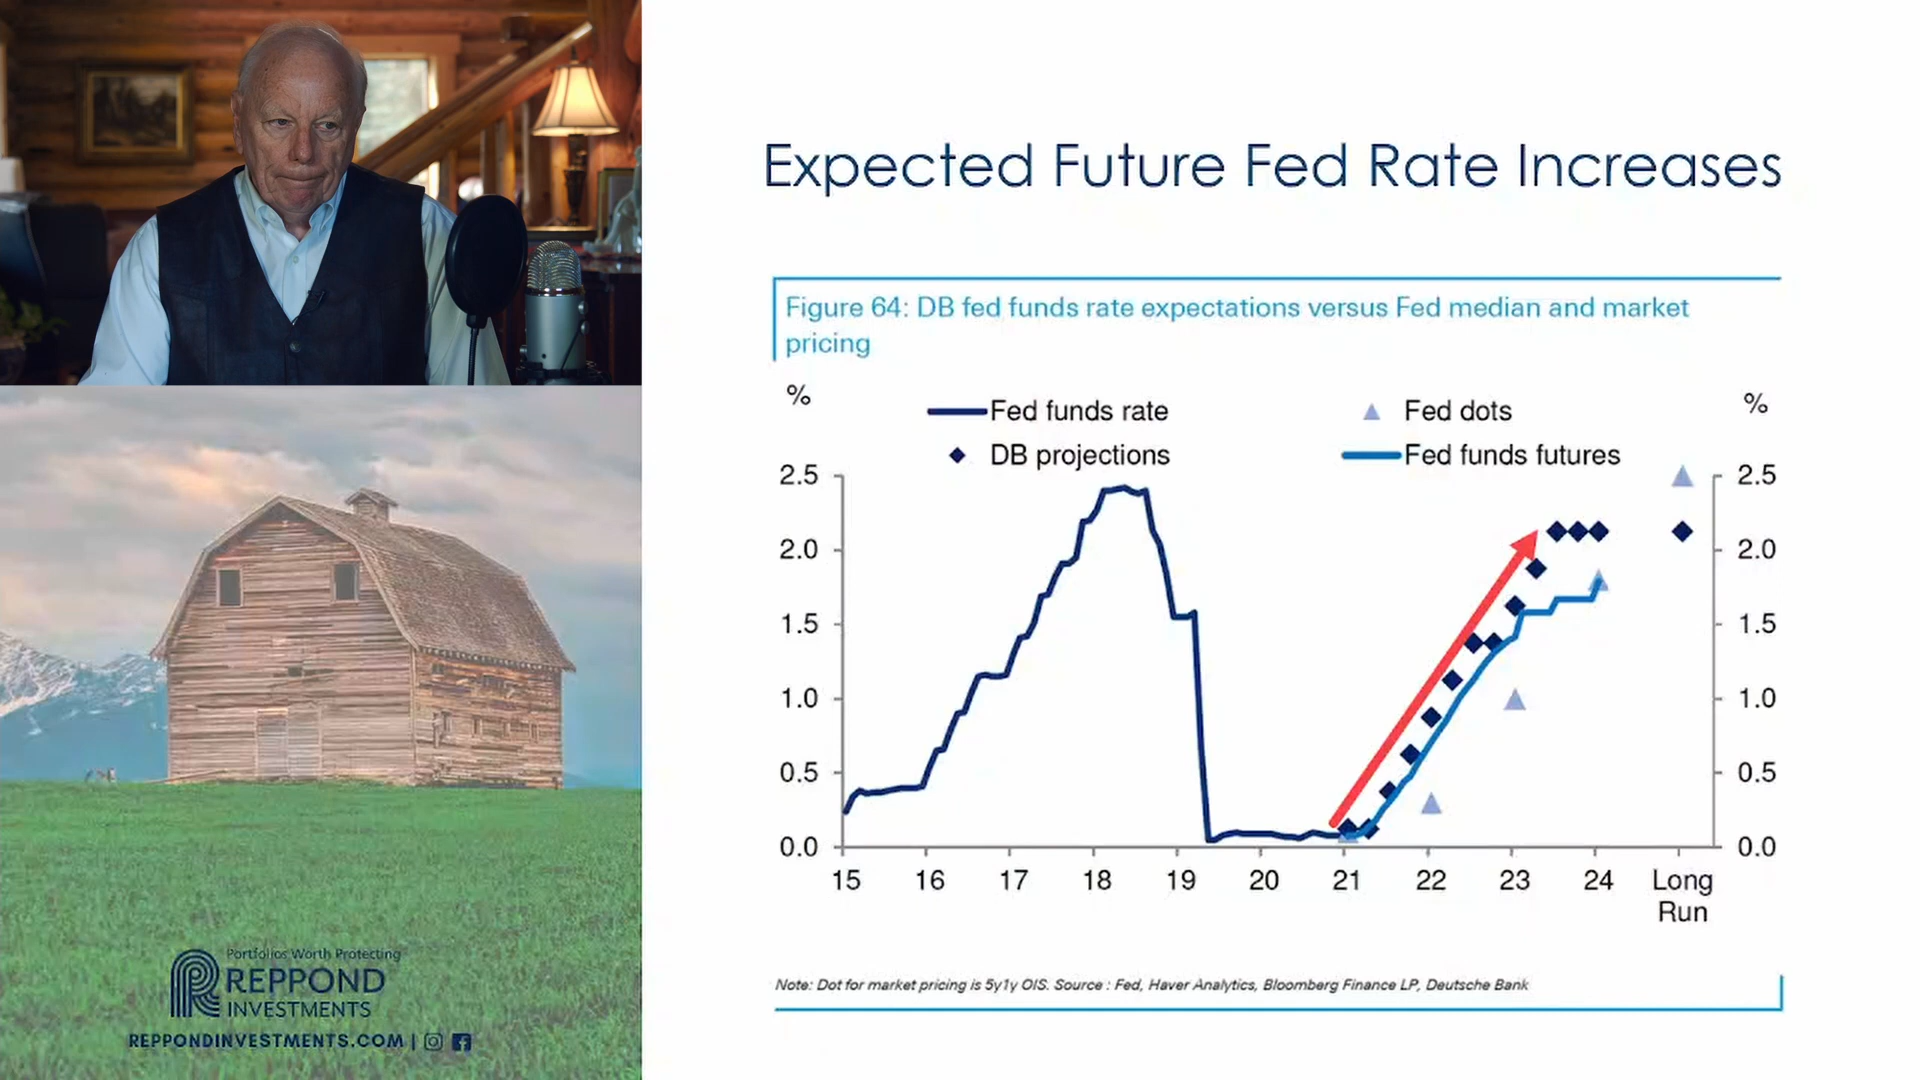 Expected Future Fed Rate Increases
Figure 64: DB fed funds rate expectations versus Fed median and market
pricing
% %
Fed funds rate Fed dots
DB projections Fed funds futures
2.5 2.5
2.0 2.0
1.5 1.5
1.0 1.0
0.5 0.5
0.0 0.0
15 16 17 18 19 20 21 22 23 24 Long
Run
Note: Dot for market pricing is 5y1y OIS. Source : Fed, Haver Analytics, Bloomberg Finance LP, Deutsche Bank
Portfolios Worth Protecting
REPPOND
INVESTMENTS
REPPONDINVESTMENTS.COM |